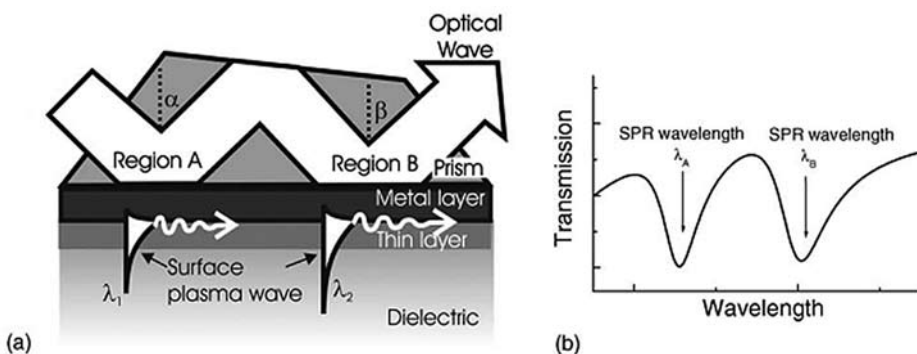 (a)
Optical
Wave
α
β
Region A
Region B
Prism
Metal layer
Thin layer
Surface
plasma wave
λ1
λ2
Dielectric
(b)
Transmission
SPR wavelength
λA
SPR wavelength
λB
Wavelength